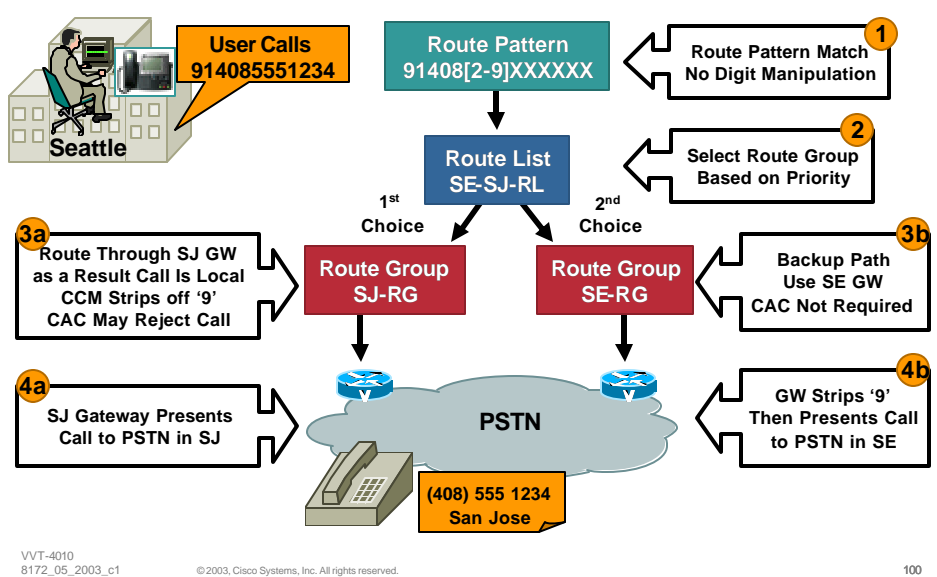 User Calls
914085551234
Seattle
Route Pattern
91408[2-9]XXXXXX
1
Route Pattern Match
No Digit Manipulation
Route List
SE-SJ-RL
2
Select Route Group
Based on Priority
1st
Choice
2nd
Choice
3a
Route Through SJ GW
as a Result Call Is Local
CCM Strips off ‘9’
CAC May Reject Call
Route Group
SJ-RG
Route Group
SE-RG
3b
Backup Path
Use SE GW
CAC Not Required
4a
SJ Gateway Presents
Call to PSTN in SJ
V
V
PSTN
4b
GW Strips ‘9’
Then Presents Call
to PSTN in SE
(408) 555 1234
San Jose
VVT-4010
8172_05_2003_c1
© 2003, Cisco Systems, Inc. All rights reserved.
100